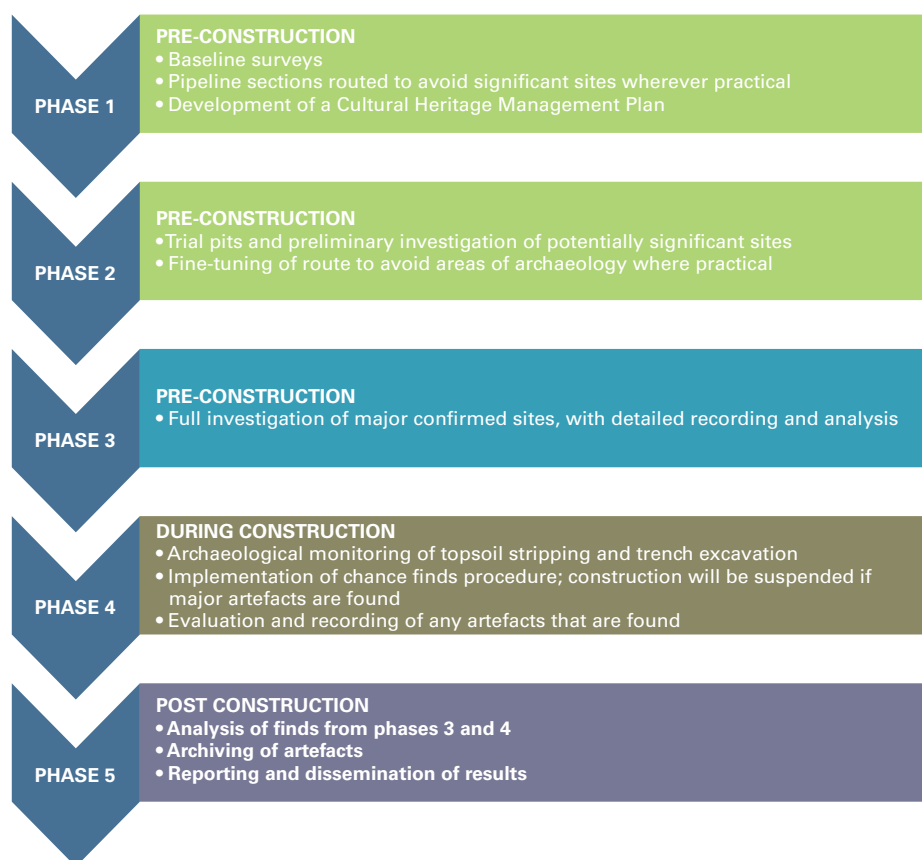 PHASE 1
PRE-CONSTRUCTION
• Baseline surveys
• Pipeline sections routed to avoid significant sites wherever practical
• Development of a Cultural Heritage Management Plan
PHASE 2
PRE-CONSTRUCTION
•Trial pits and preliminary investigation of potentially significant sites
• Fine-tuning of route to avoid areas of archaeology where practical
PHASE 3
PRE-CONSTRUCTION
• Full investigation of major confirmed sites, with detailed recording and analysis
PHASE 4
DURING CONSTRUCTION
• Archaeological monitoring of topsoil stripping and trench excavation
• Implementation of chance finds procedure; construction will be suspended if
major artefacts are found
• Evaluation and recording of any artefacts that are found
PHASE 5
POST CONSTRUCTION
• Analysis of finds from phases 3 and 4
• Archiving of artefacts
• Reporting and dissemination of results